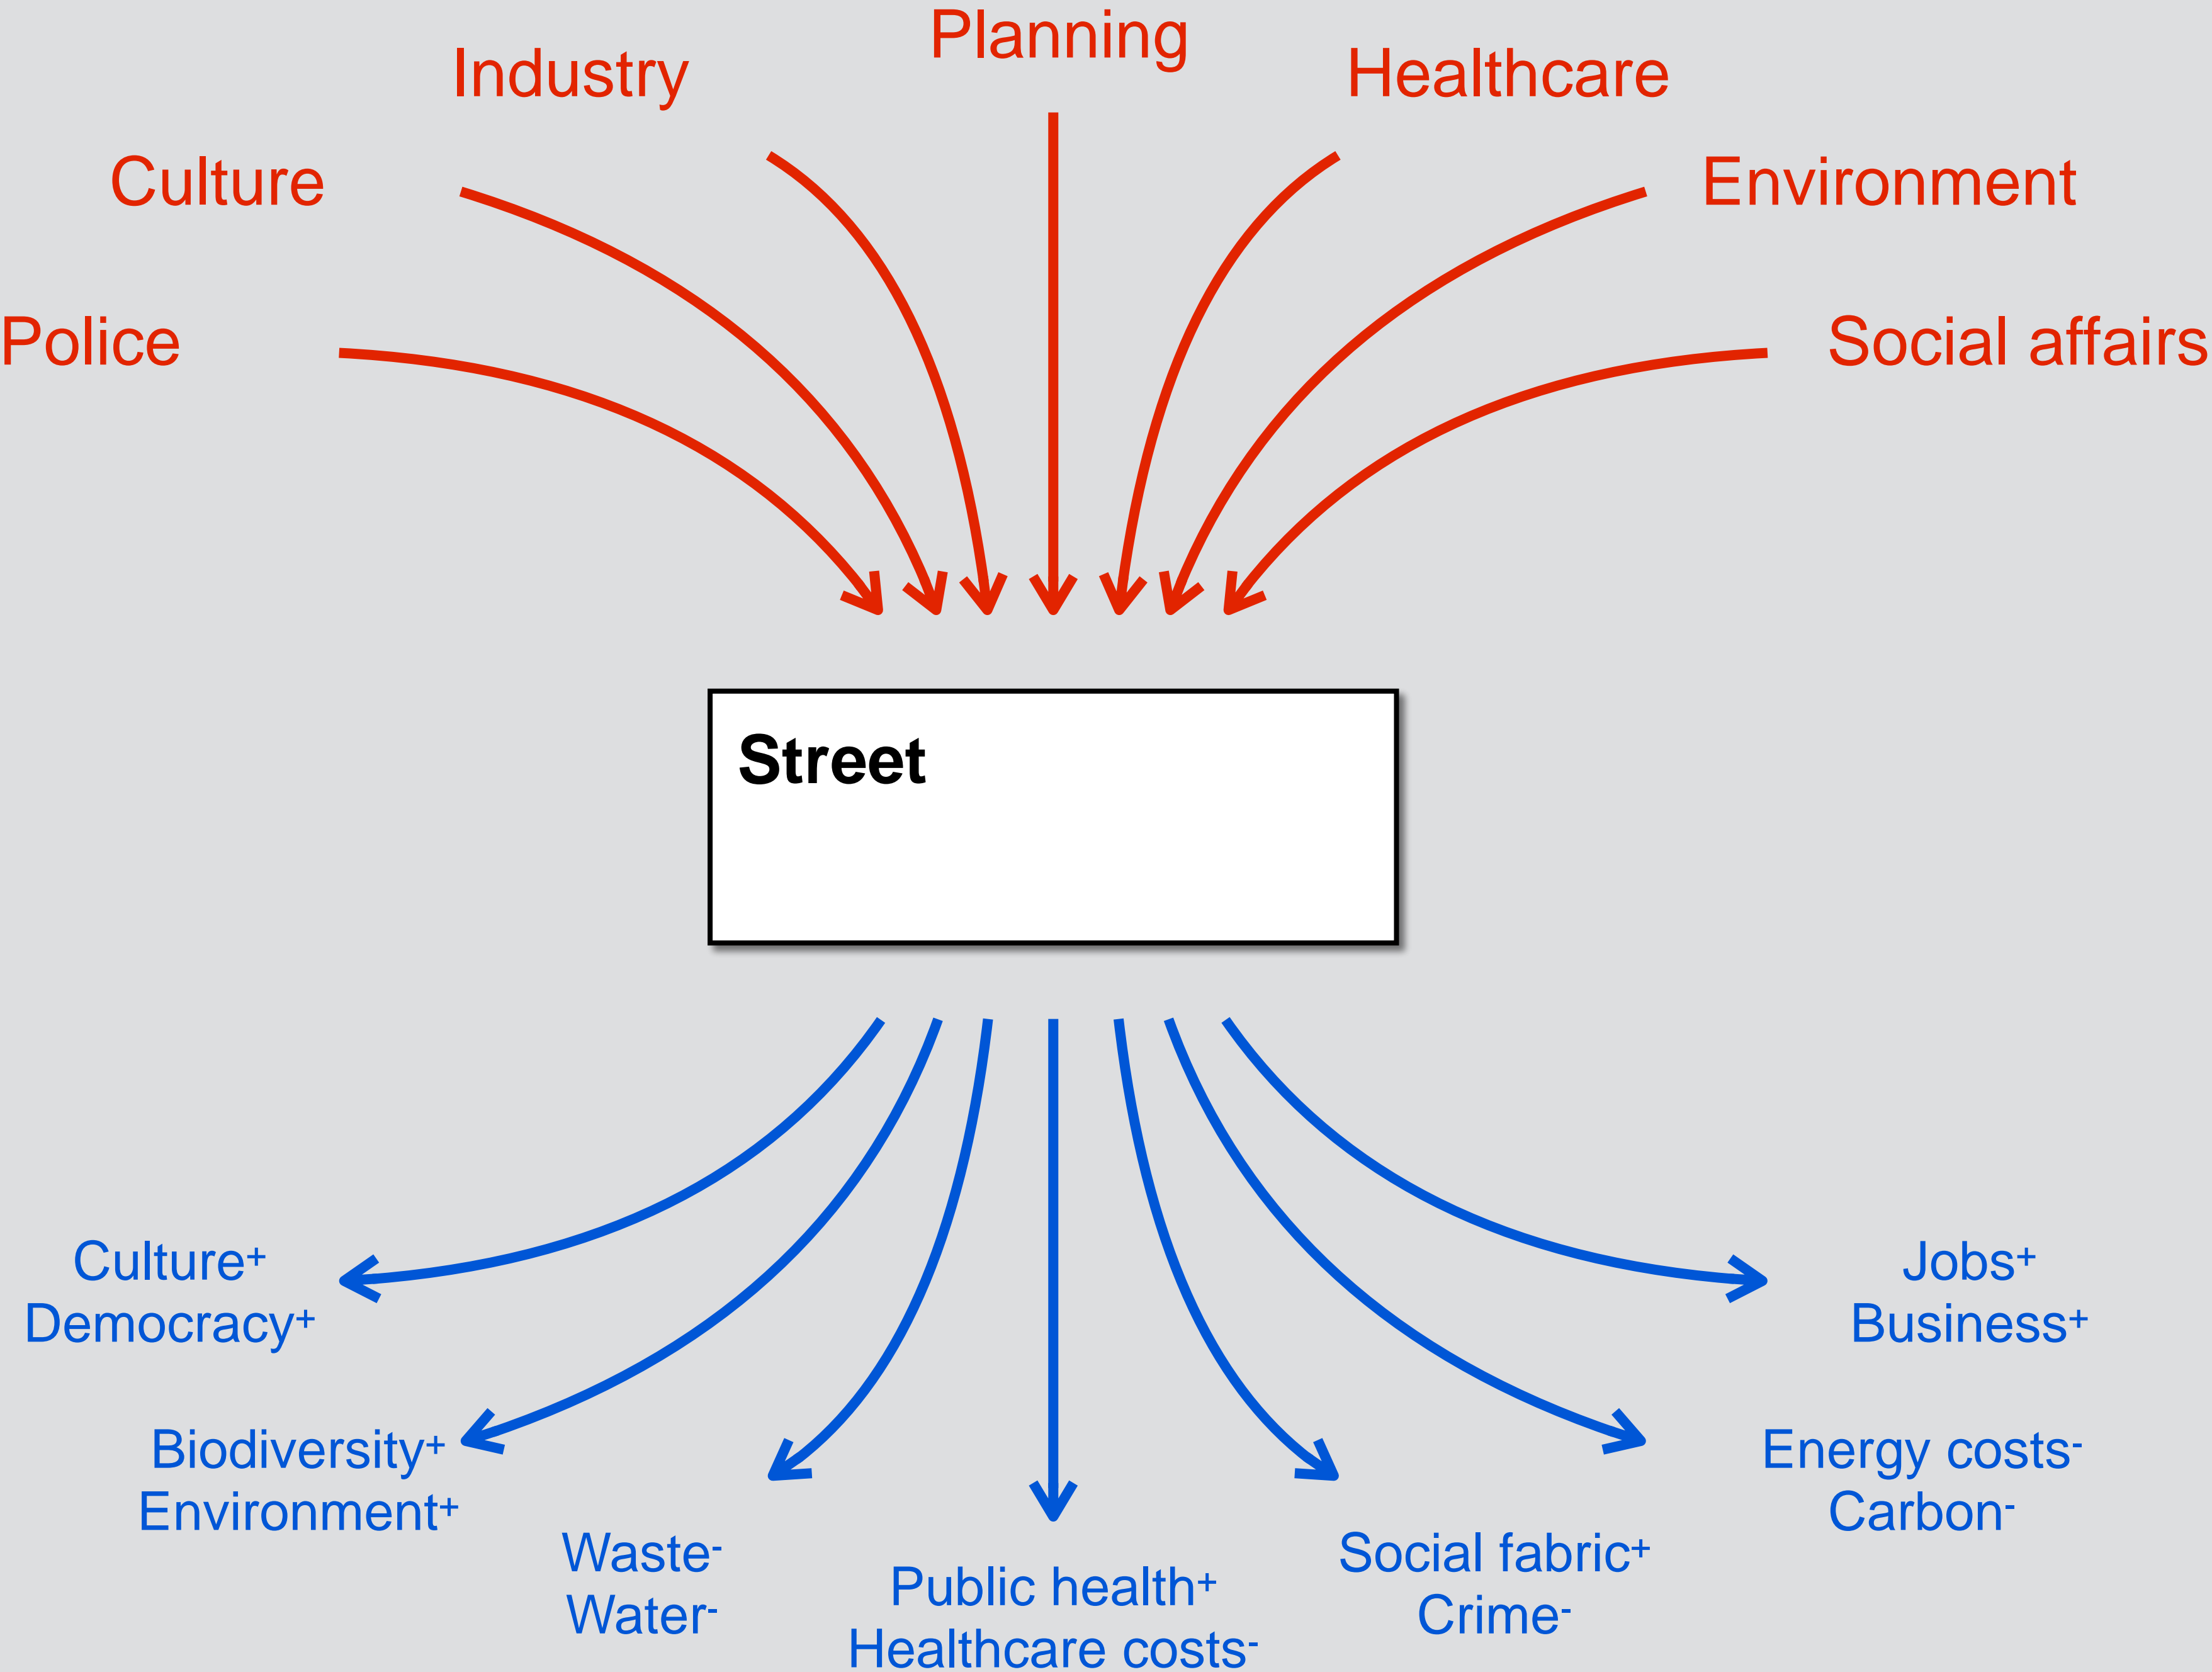 Planning
Industry
Healthcare
Culture
Environment
Police
Social affairs
Street
Culture⁺
Democracy⁺
Jobs⁺
Business⁺
Biodiversity⁺
Environment⁺
Energy costs⁻
Carbon⁻
Waste⁻
Water⁻
Social fabric⁺
Crime⁻
Public health⁺
Healthcare costs⁻